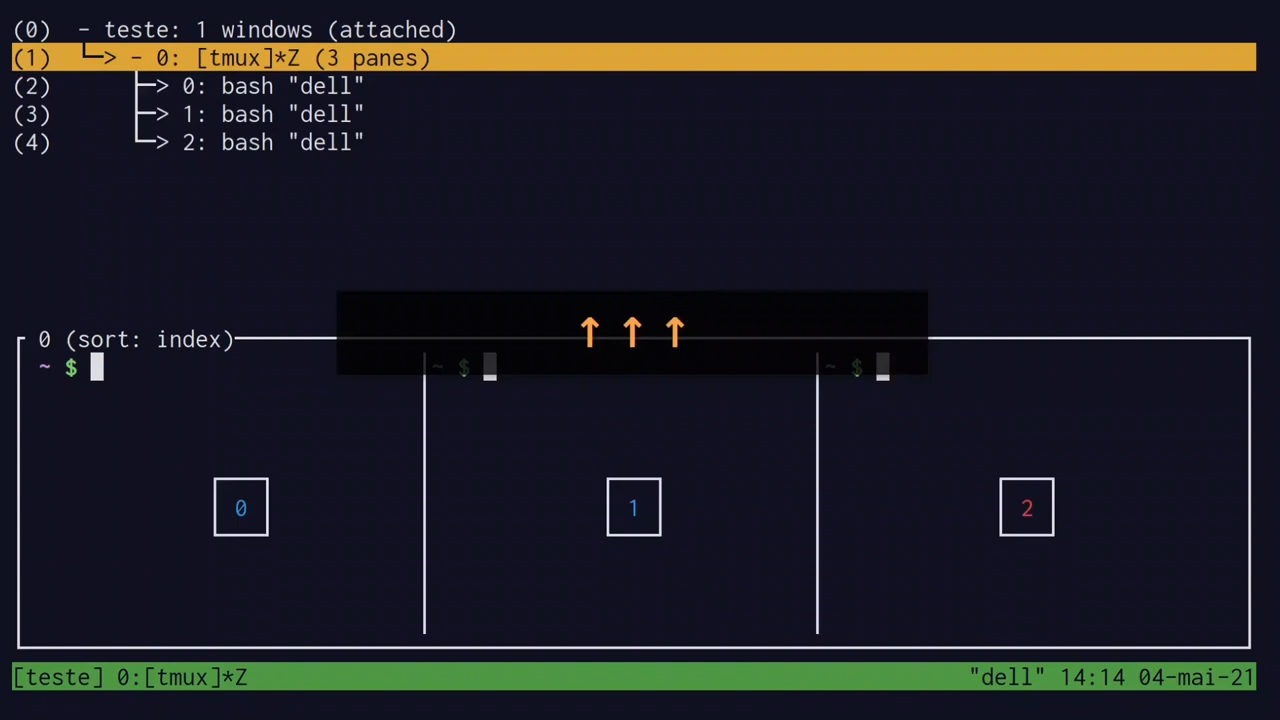 (0) - teste: 1 windows (attached)
(1) └─> - 0: [tmux]*Z (3 panes)
(2) ├─> 0: bash "dell"
(3) ├─> 1: bash "dell"
(4) └─> 2: bash "dell"
↑ ↑ ↑
0 (sort: index)
~ $ ~ $ ~ $
0 1 2
[teste] 0:[tmux]*Z "dell" 14:14 04-mai-21